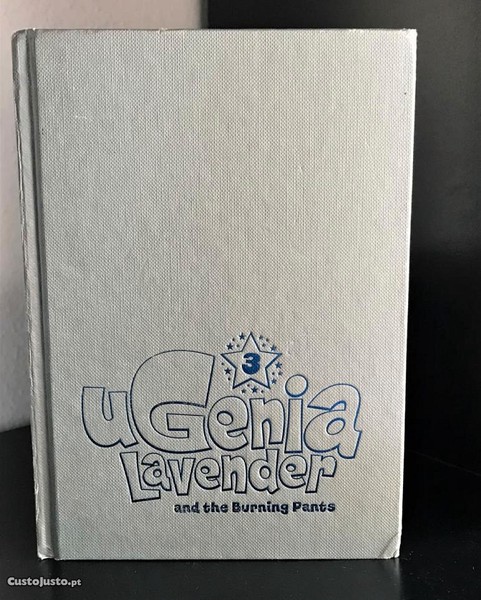 3
uGenia
Lavender
and the Burning Pants
CustoJusto.pt